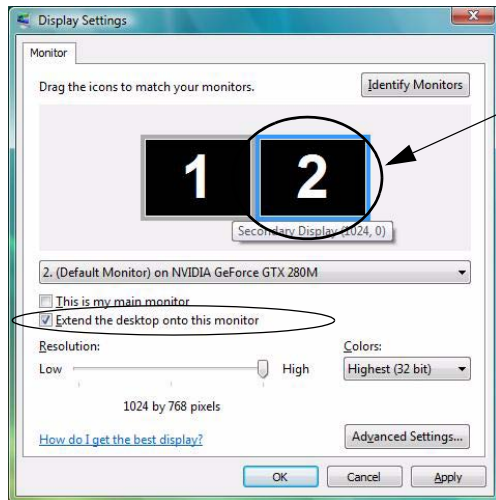 Display Settings
Monitor
Drag the icons to match your monitors.
Identify Monitors
1
2
Secondary Display (1024, 0)
2. (Default Monitor) on NVIDIA GeForce GTX 280M
This is my main monitor
Extend the desktop onto this monitor
Resolution:
Colors:
Low
High
Highest (32 bit)
1024 by 768 pixels
How do I get the best display?
Advanced Settings...
OK
Cancel
Apply